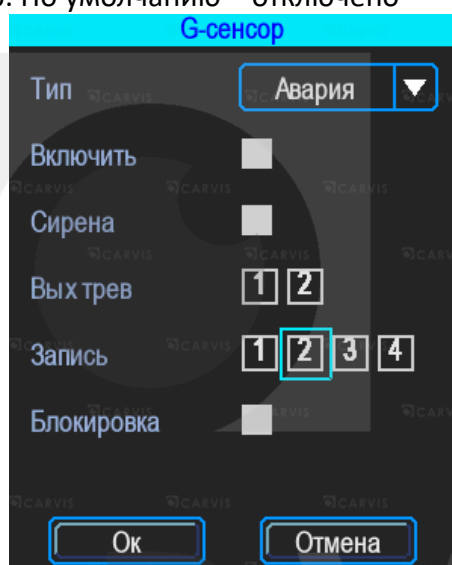 По умолчанию – отключено
G-сенсор
Тип Авария
Включить
Сирена
Вых трев 1 2
Запись 1 2 3 4
Блокировка
Ок Отмена
CARVIS